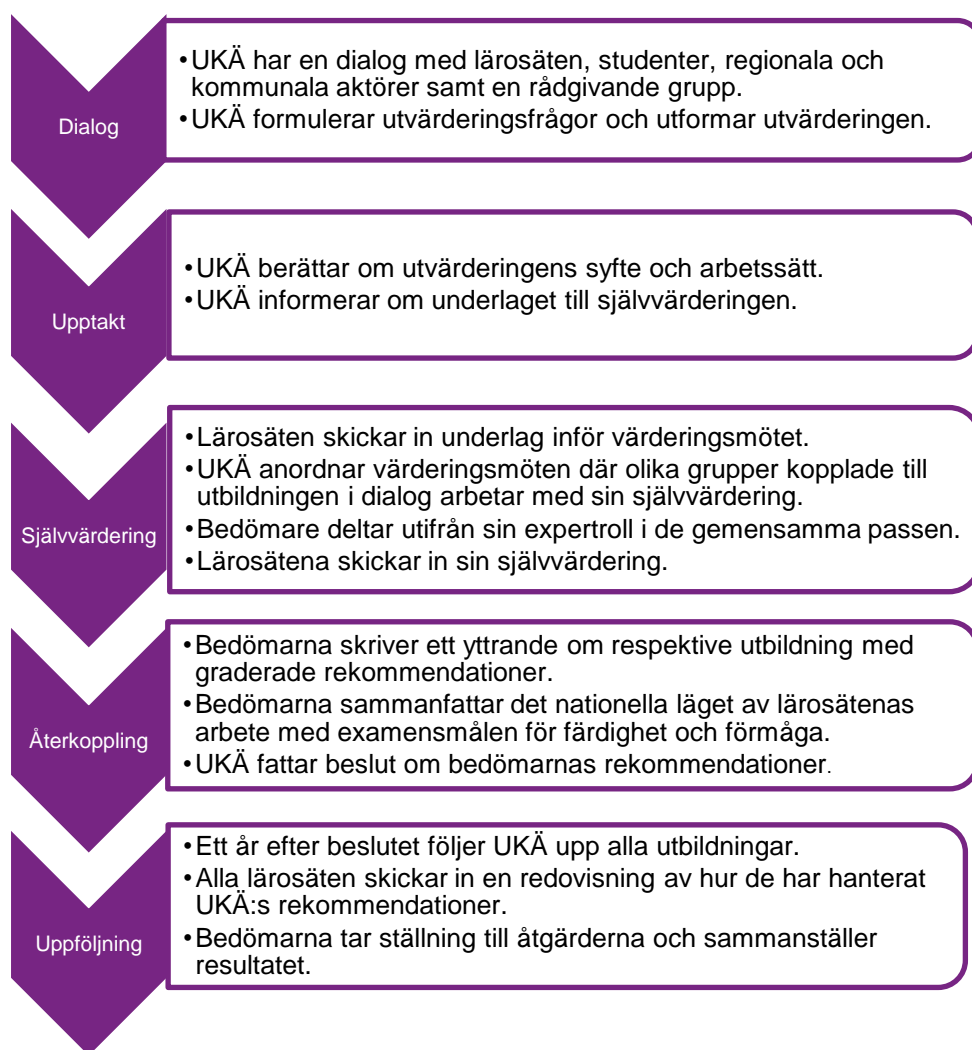 Dialog
•UKÄ har en dialog med lärosäten, studenter, regionala och
kommunala aktörer samt en rådgivande grupp.
•UKÄ formulerar utvärderingsfrågor och utformar utvärderingen.
Upptakt
•UKÄ berättar om utvärderingens syfte och arbetssätt.
•UKÄ informerar om underlaget till självvärderingen.
Självvärdering
•Lärosäten skickar in underlag inför värderingsmötet.
•UKÄ anordnar värderingsmöten där olika grupper kopplade till
utbildningen i dialog arbetar med sin självvärdering.
•Bedömare deltar utifrån sin expertroll i de gemensamma passen.
•Lärosätena skickar in sin självvärdering.
Återkoppling
•Bedömarna skriver ett yttrande om respektive utbildning med
graderade rekommendationer.
•Bedömarna sammanfattar det nationella läget av lärosätenas
arbete med examensmålen för färdighet och förmåga.
•UKÄ fattar beslut om bedömarnas rekommendationer.
Uppföljning
•Ett år efter beslutet följer UKÄ upp alla utbildningar.
•Alla lärosäten skickar in en redovisning av hur de har hanterat
UKÄ:s rekommendationer.
•Bedömarna tar ställning till åtgärderna och sammanställer
resultatet.